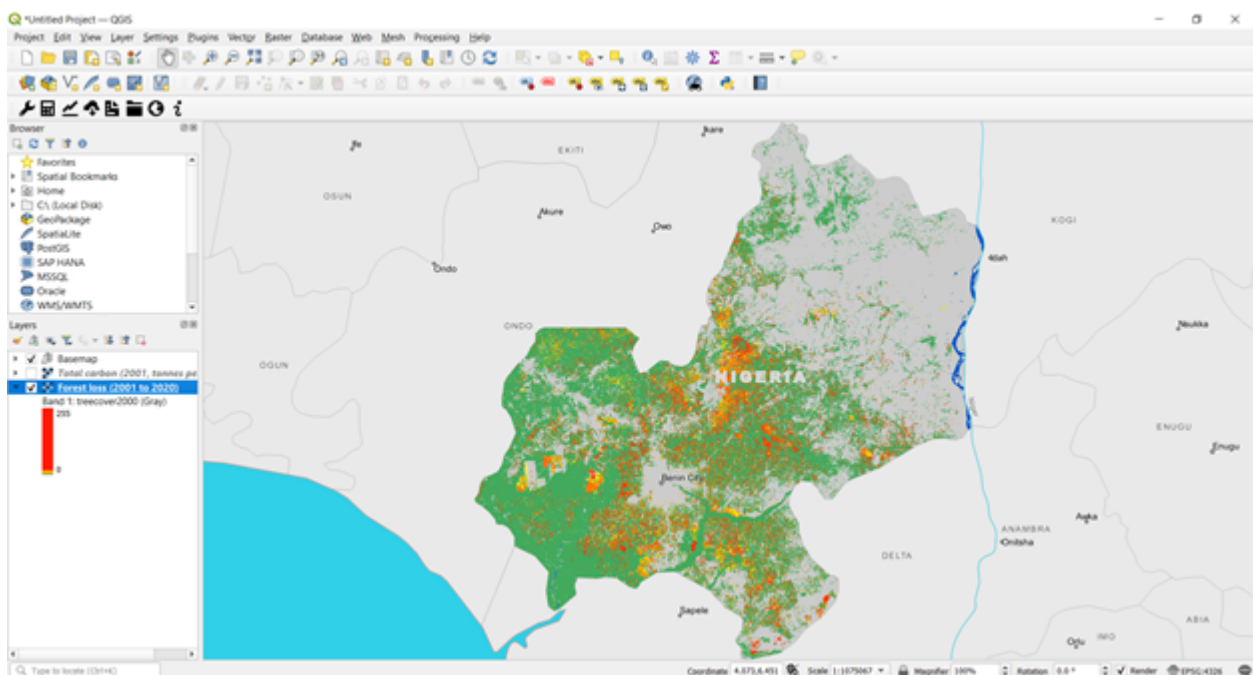 *Untitled Project — QGIS
Project Edit View Layer Settings Plugins Vector Raster Database Web Mesh Processing Help
Browser
Favorites
Spatial Bookmarks
Home
C:\ (Local Disk)
GeoPackage
SpatiaLite
PostGIS
SAP HANA
MSSQL
Oracle
WMS/WMTS
Layers
Basemap
Total carbon (2001, tonnes pe
Forest loss (2001 to 2020)
Band 1: treecover2000 (Gray)
255
0
Ikare
Ife
EKITI
OSUN
Akure
Owo
KOGI
Idah
Ondo
Nsukka
ONDO
OGUN
NIGERIA
ENUGU
Enugu
Benin City
Awka
ANAMBRA
Onitsha
DELTA
Sapele
ABIA
Orlu
IMO
Type to locate (Ctrl+K)
Coordinate 4.073,6.451 Scale 1:1075067 Magnifier 100% Rotation 0.0 ° Render EPSG:4326